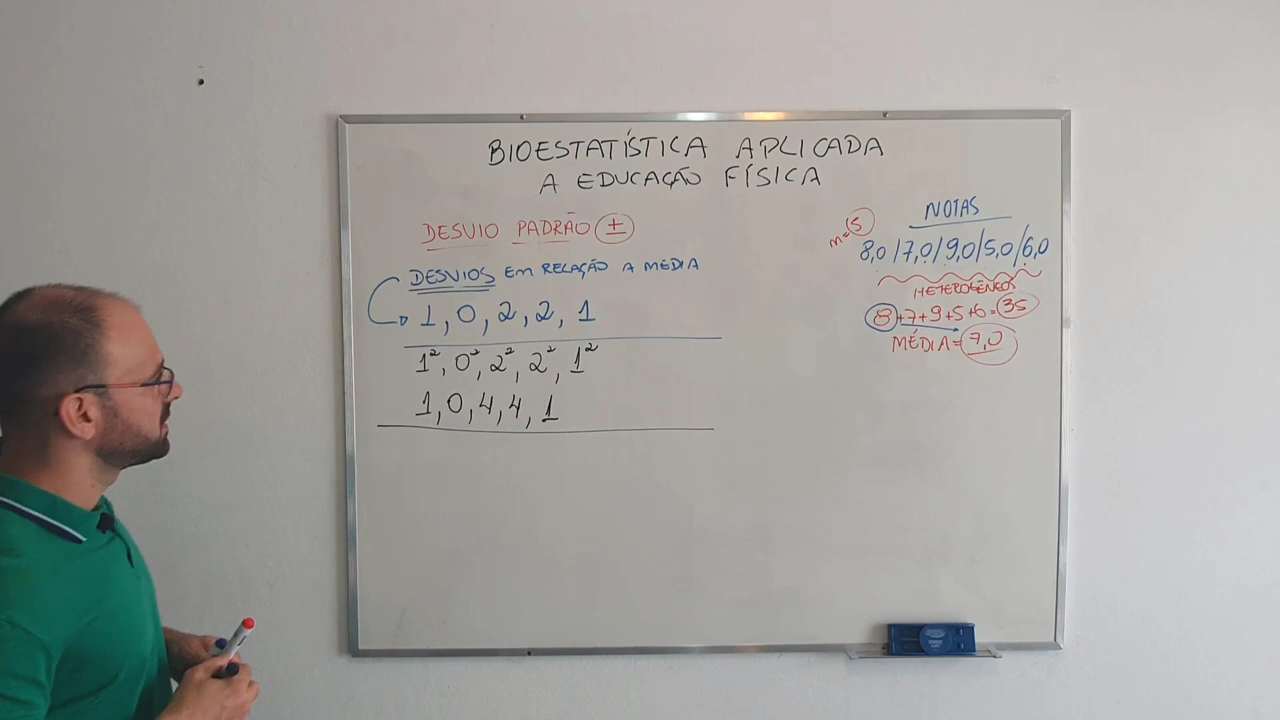 BIOESTATÍSTICA APLICADA
A EDUCAÇÃO FÍSICA
DESVIO PADRÃO ±
DESVIOS EM RELAÇÃO A MÉDIA
1, 0, 2, 2, 1
1², 0², 2², 2², 1²
1, 0, 4, 4, 1
NOTAS
n=5
8,0 / 7,0 / 9,0 / 5,0 / 6,0
HETEROGÊNEOS
8+7+9+5+6=35
MÉDIA=7,0